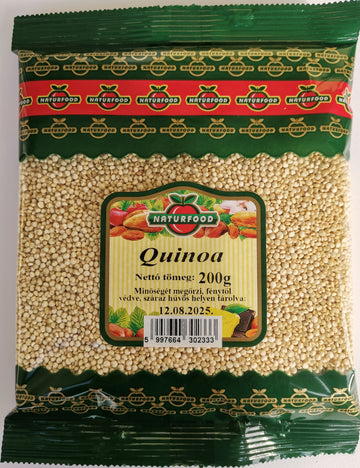 NATURFOOD NATURFOOD NATURFOOD NATURFOOD NATURFOOD NATURFOOD
NATURFOOD
Quinoa
Nettó tömeg: 200g
Minőségét megőrzi, fénytől
védve, száraz hűvös helyen tárolva:
12.08.2025.
5 997664 302333